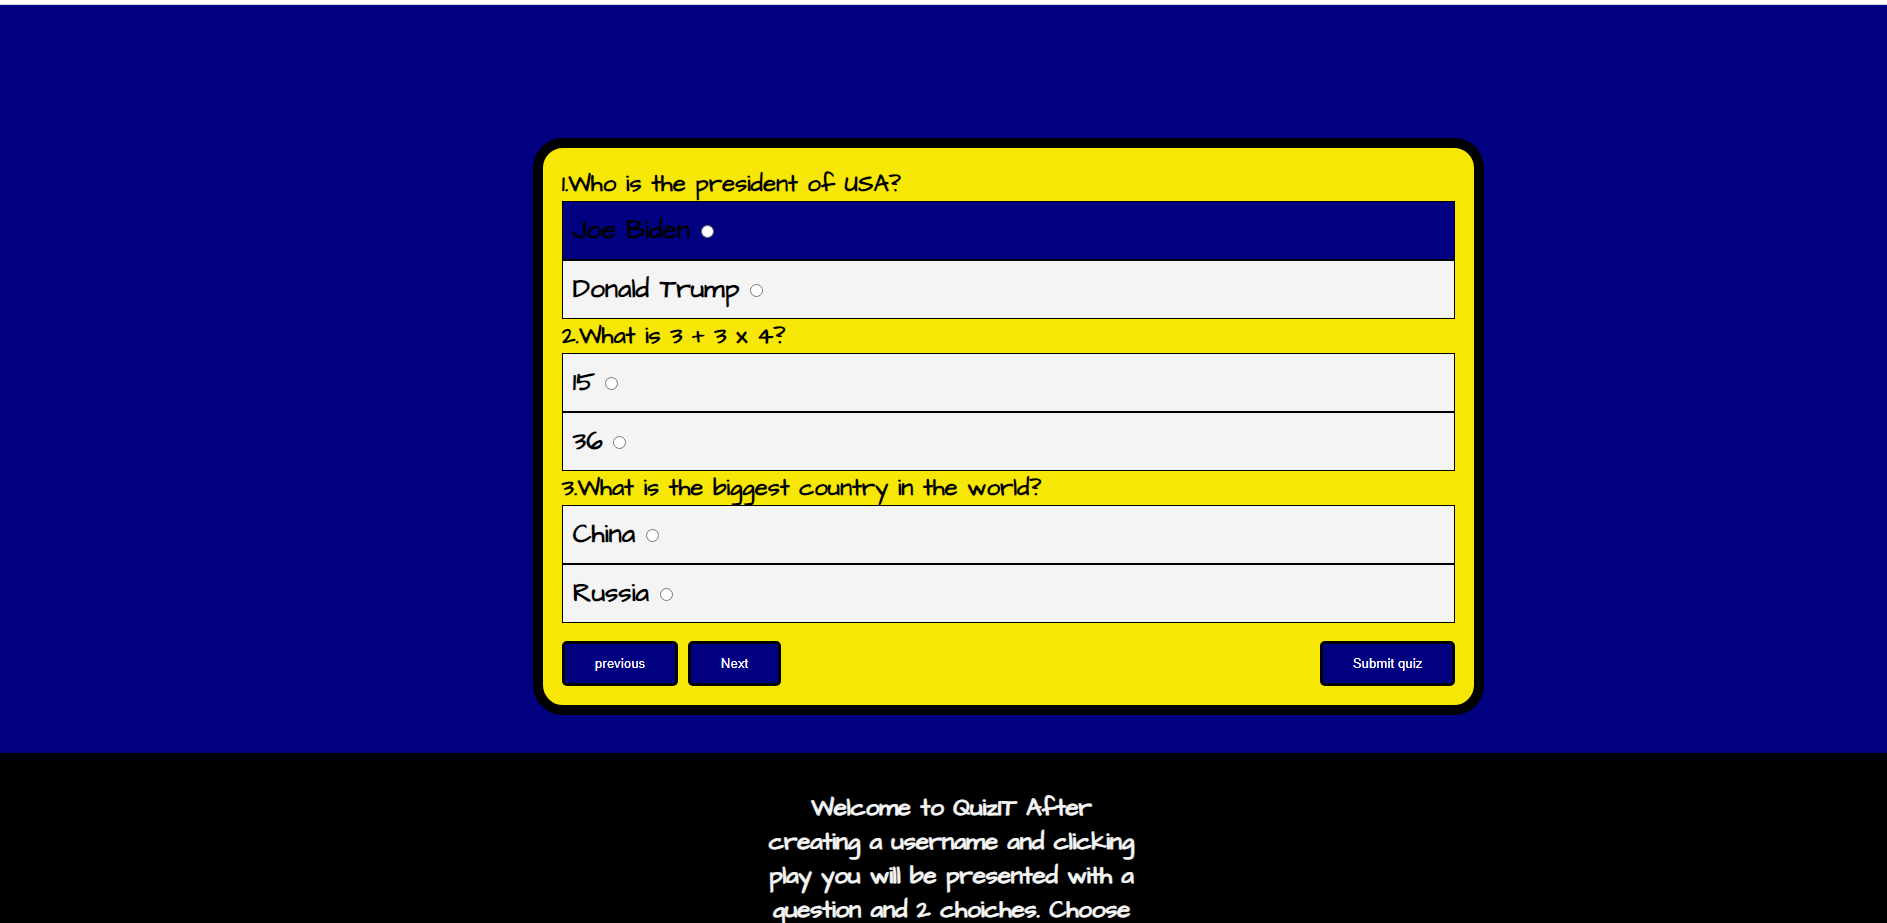 1.Who is the president of USA?
Joe Biden
Donald Trump
2.What is 3 + 3 x 4?
15
36
3.What is the biggest country in the world?
China
Russia
previous Next Submit quiz
Welcome to QuizIT After
creating a username and clicking
play you will be presented with a
question and 2 choiches. Choose